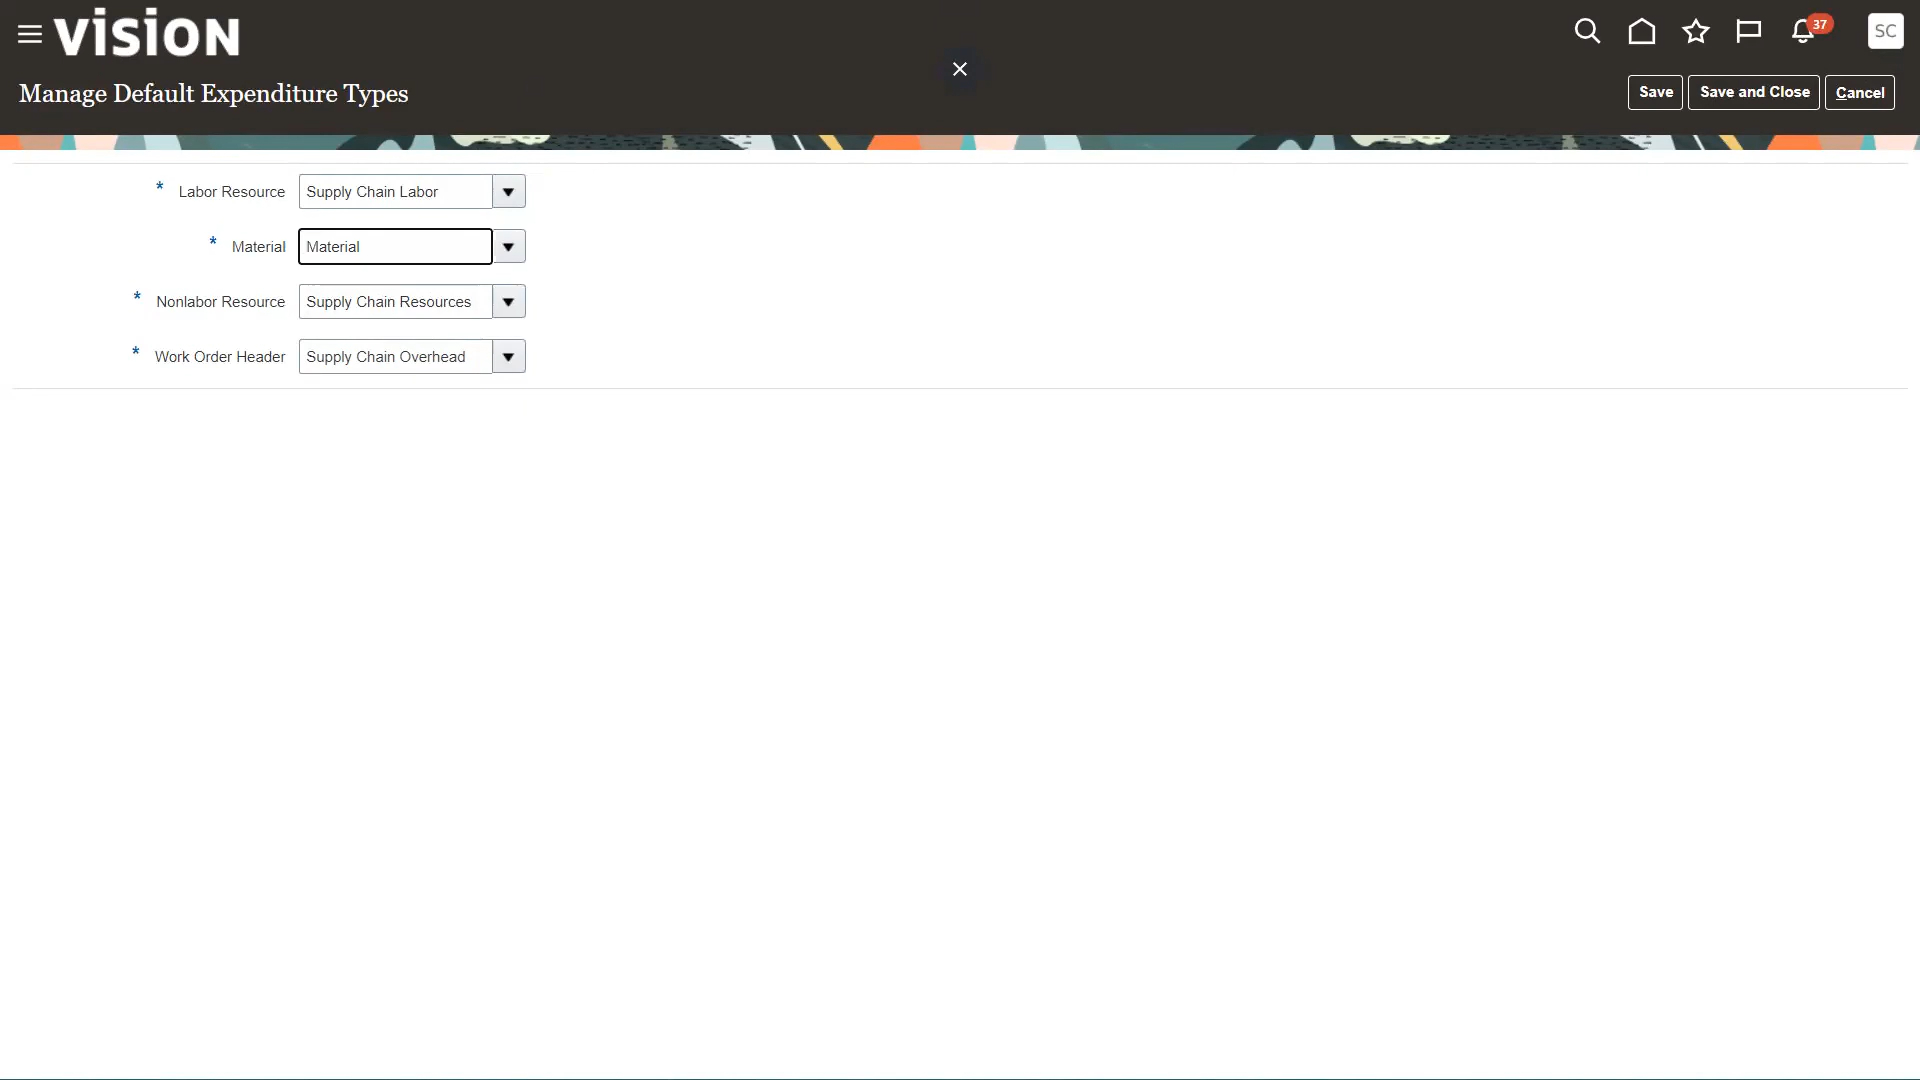 vision
37
SC
Manage Default Expenditure Types
Save
Save and Close
Cancel
* Labor Resource Supply Chain Labor
* Material Material
* Nonlabor Resource Supply Chain Resources
* Work Order Header Supply Chain Overhead